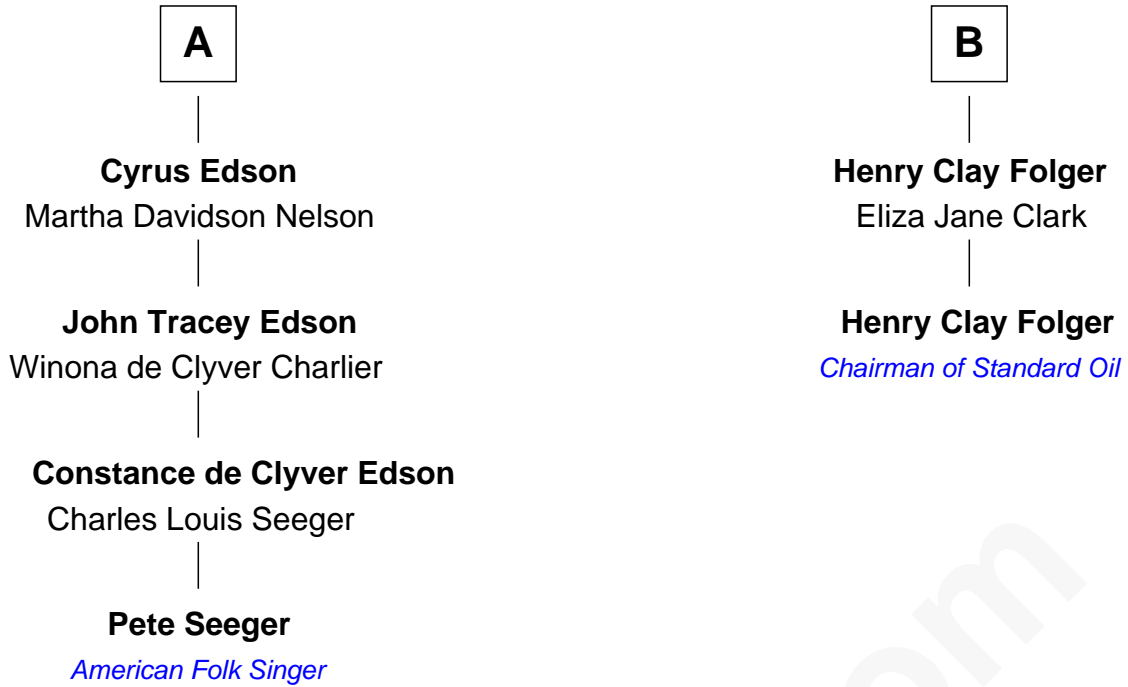 A
Cyrus Edson
Martha Davidson Nelson
John Tracey Edson
Winona de Clyver Charlier
Constance de Clyver Edson
Charles Louis Seeger
Pete Seeger
American Folk Singer
B
Henry Clay Folger
Eliza Jane Clark
Henry Clay Folger
Chairman of Standard Oil
om